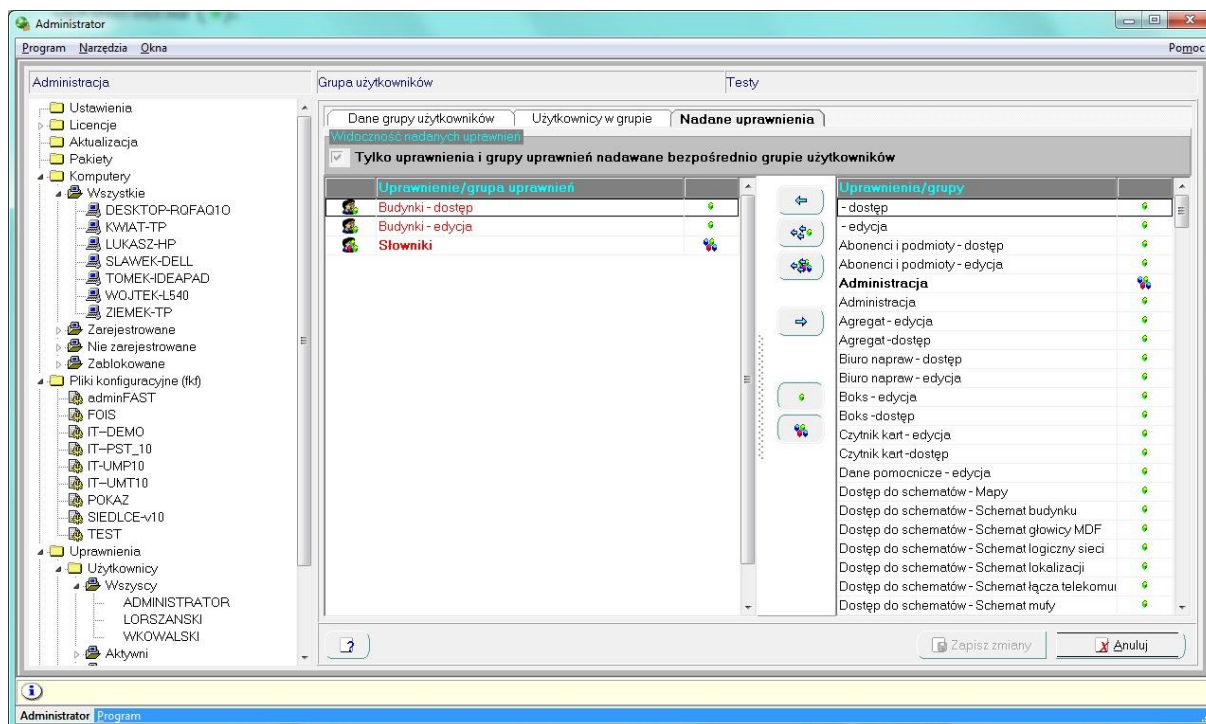 Administrator
Program Narzędzia Okna Pomoc
Administracja
Grupa użytkowników
Testy
Ustawienia
Licencje
Aktualizacja
Pakiety
Komputery
Wszystkie
DESKTOP-RQFAQ1O
KWIAT-TP
LUKASZ-HP
SLAWEK-DELL
TOMEK-IDEAPAD
WOJTEK-L540
ZIEMEK-TP
Zarejestrowane
Nie zarejestrowane
Zablokowane
Pliki konfiguracyjne (fkf)
adminFAST
FOIS
IT-DEMO
IT-PST_10
IT-UMP10
IT-UMT10
POKAZ
SIEDLCE-v10
TEST
Uprawnienia
Użytkownicy
Wszyscy
ADMINISTRATOR
LORSZANSKI
WKOWALSKI
Aktywni
Dane grupy użytkowników
Użytkownicy w grupie
Nadane uprawnienia
Widoczność nadanych uprawnień
Tylko uprawnienia i grupy uprawnień nadawane bezpośrednio grupie użytkowników
Uprawnienie/grupa uprawnień
Budynki - dostęp
Budynki - edycja
Słowniki
Uprawnienia/grupy
- dostęp
- edycja
Abonenci i podmioty - dostęp
Abonenci i podmioty - edycja
Administracja
Administracja
Agregat - edycja
Agregat -dostęp
Biuro napraw - dostęp
Biuro napraw - edycja
Boks - edycja
Boks -dostęp
Czytnik kart - edycja
Czytnik kart -dostęp
Dane pomocnicze - edycja
Dostęp do schematów - Mapy
Dostęp do schematów - Schemat budynku
Dostęp do schematów - Schemat głowicy MDF
Dostęp do schematów - Schemat logiczny sieci
Dostęp do schematów - Schemat lokalizacji
Dostęp do schematów - Schemat łącza telekomu
Dostęp do schematów - Schemat mufy
Zapisz zmiany
Anuluj
Administrator Program